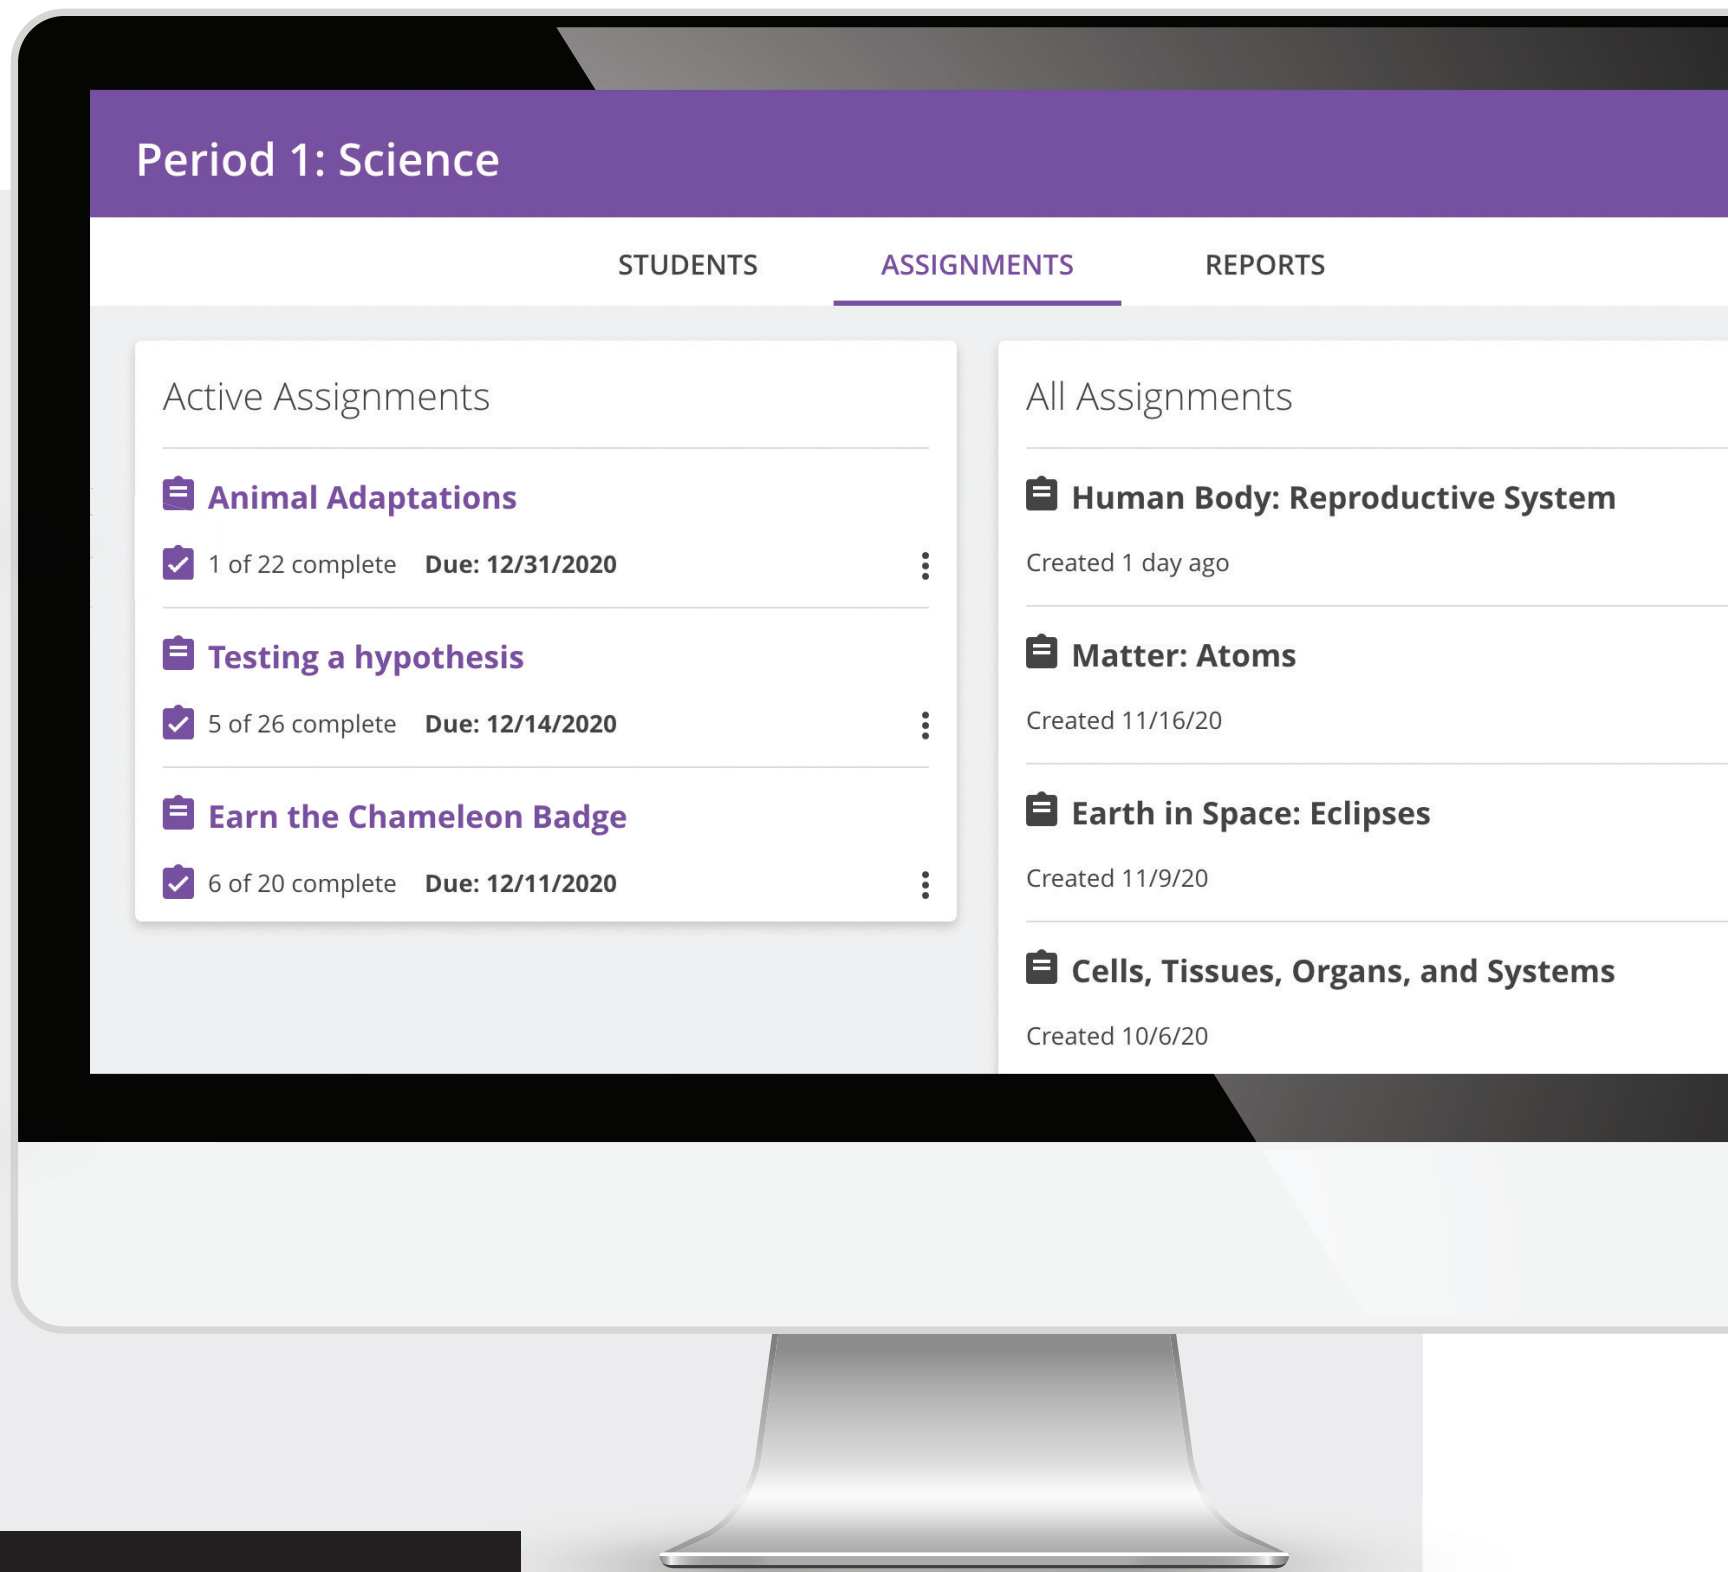 Period 1: Science
STUDENTS ASSIGNMENTS REPORTS
Active Assignments
Animal Adaptations
1 of 22 complete Due: 12/31/2020
Testing a hypothesis
5 of 26 complete Due: 12/14/2020
Earn the Chameleon Badge
6 of 20 complete Due: 12/11/2020
All Assignments
Human Body: Reproductive System
Created 1 day ago
Matter: Atoms
Created 11/16/20
Earth in Space: Eclipses
Created 11/9/20
Cells, Tissues, Organs, and Systems
Created 10/6/20